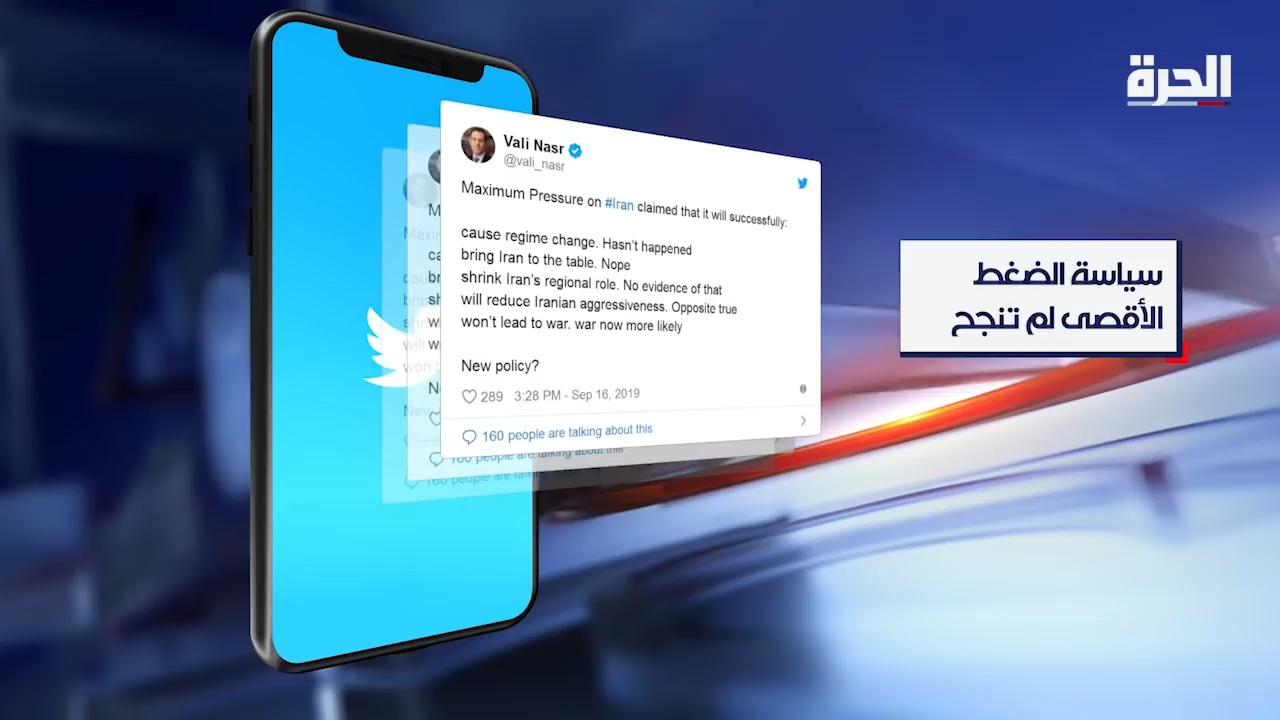 الحرة
Vali Nasr
@vali_nasr
Maximum Pressure on #Iran claimed that it will successfully:
cause regime change. Hasn't happened
bring Iran to the table. Nope
shrink Iran's regional role. No evidence of that
will reduce Iranian aggressiveness. Opposite true
won't lead to war. war now more likely
New policy?
289 3:28 PM - Sep 16, 2019
160 people are talking about this
سياسة الضغط
الأقصى لم تنجح